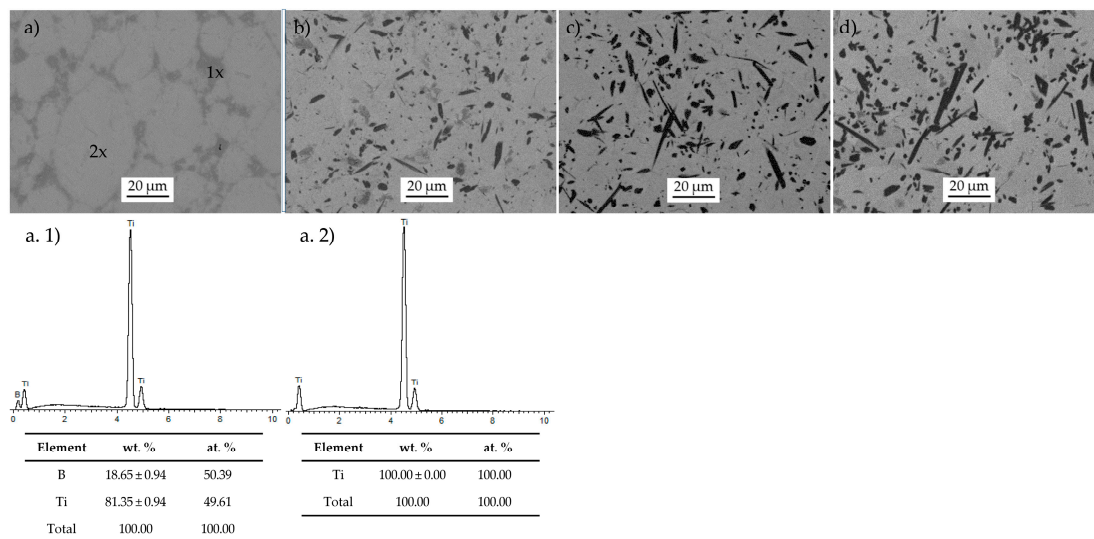 a)
1x
2x
20 µm
b)
20 µm
c)
20 µm
d)
20 µm
a. 1)
Ti
B
Ti
Ti
0 2 4 6 8 10
Element wt. % at. %
B 18.65 ± 0.94 50.39
Ti 81.35 ± 0.94 49.61
Total 100.00 100.00
a. 2)
Ti
Ti
Ti
0 2 4 6 8 10
Element wt. % at. %
Ti 100.00 ± 0.00 100.00
Total 100.00 100.00